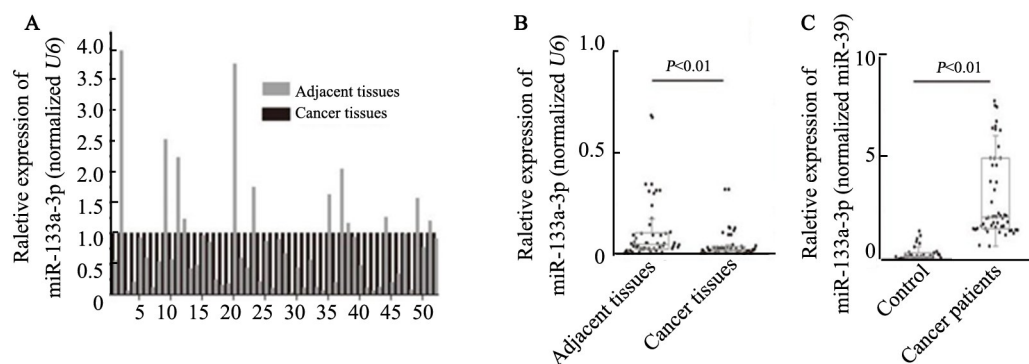 A
Raletive expression of
miR-133a-3p (normalized U6)
4.0
3.5
3.0
2.5
2.0
1.5
1.0
0.5
0
Adjacent tissues
Cancer tissues
5 10 15 20 25 30 35 40 45 50
B
Raletive expression of
miR-133a-3p (normalized U6)
1.0
0.5
0
P<0.01
Adjacent tissues
Cancer tissues
C
Raletive expression of
miR-133a-3p (normalized miR-39)
10
5
0
P<0.01
Control
Cancer patients